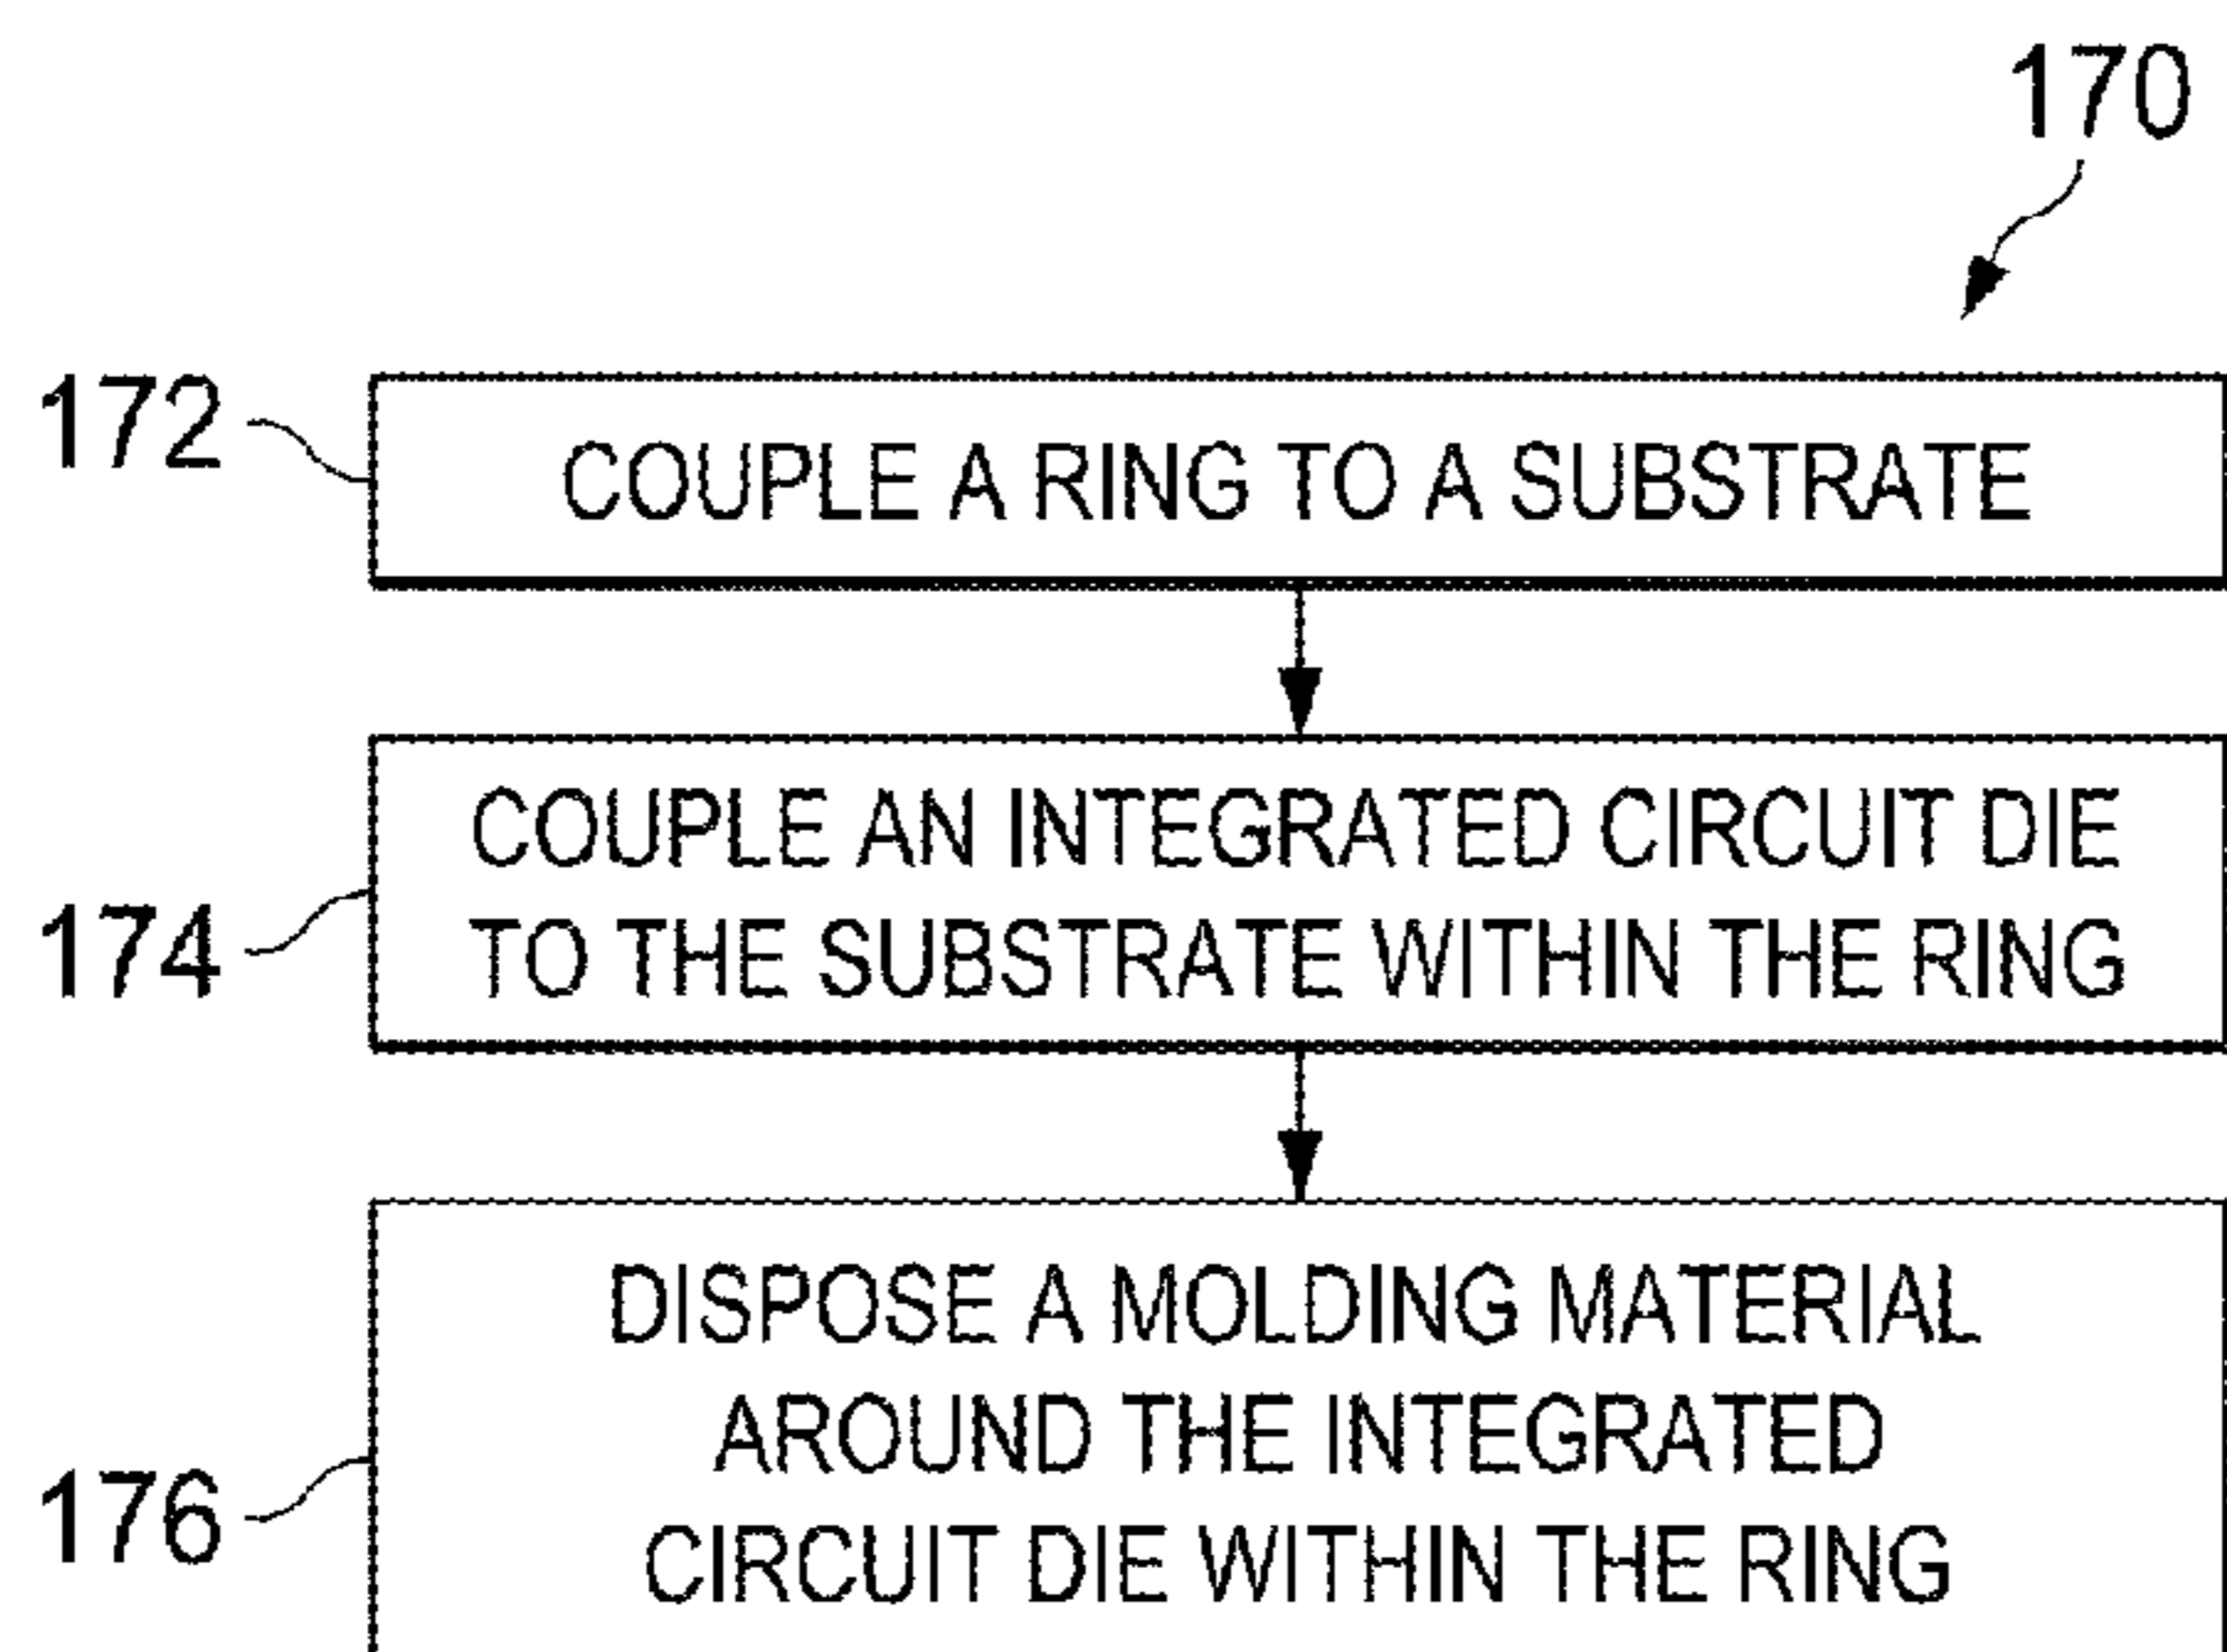 170
172
COUPLE A RING TO A SUBSTRATE
174
COUPLE AN INTEGRATED CIRCUIT DIE
TO THE SUBSTRATE WITHIN THE RING
176
DISPOSE A MOLDING MATERIAL
AROUND THE INTEGRATED
CIRCUIT DIE WITHIN THE RING